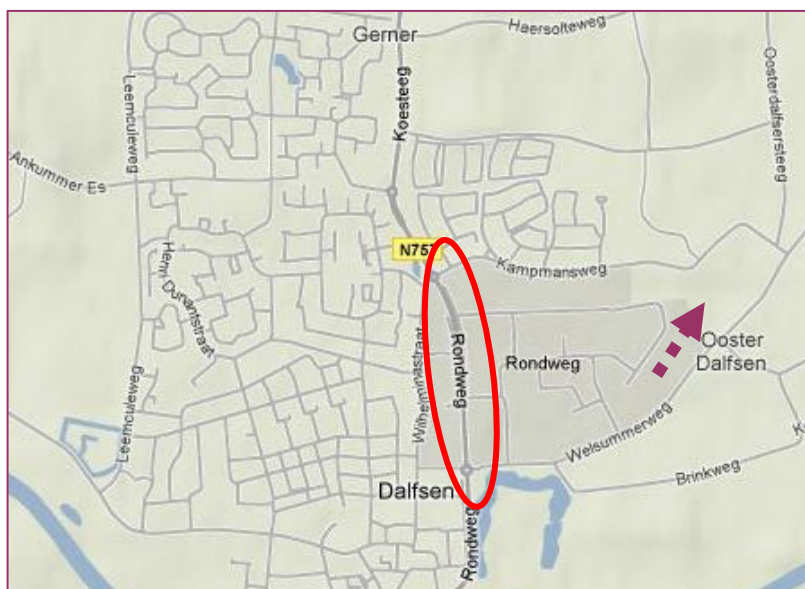 Gerner
Haersolteweg
Leemculeweg
Koesteeg
Oosterdalfsersteeg
Ankummer Es
N757
Kampmansweg
Henri Dunantstraat
Wilhelminastraat
Rondweg
Rondweg
Ooster
Dalfsen
Leemculeweg
Welsummerweg
Brinkweg
Dalfsen
Rondweg